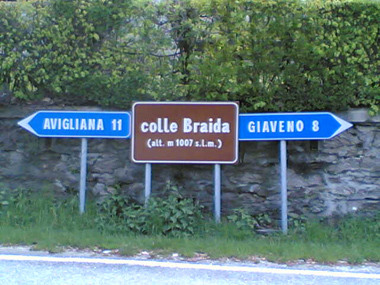 AVIGLIANA 11
colle Braida
(alt. m 1007 s.l.m.)
GIAVENO 8